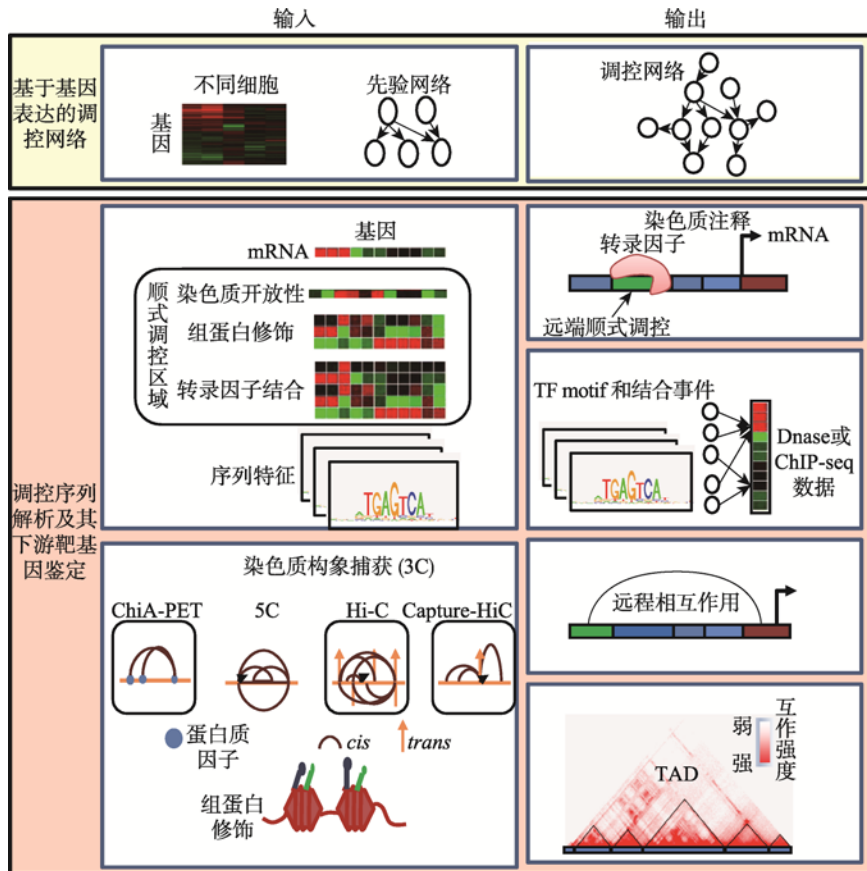 输入
输出
基于基因
表达的调
控网络
不同细胞
基因
先验网络
调控网络
调控序列
解析及其
下游靶基
因鉴定
基因
mRNA
顺式调控区域
染色质开放性
组蛋白修饰
转录因子结合
序列特征
TGAGTCA
染色质注释
转录因子
mRNA
远端顺式调控
TF motif 和结合事件
TGAGTCA
Dnase或
ChIP-seq
数据
染色质构象捕获 (3C)
ChiA-PET
5C
Hi-C
Capture-HiC
蛋白质
因子
cis
trans
组蛋白
修饰
远程相互作用
TAD
弱
强
互作强度